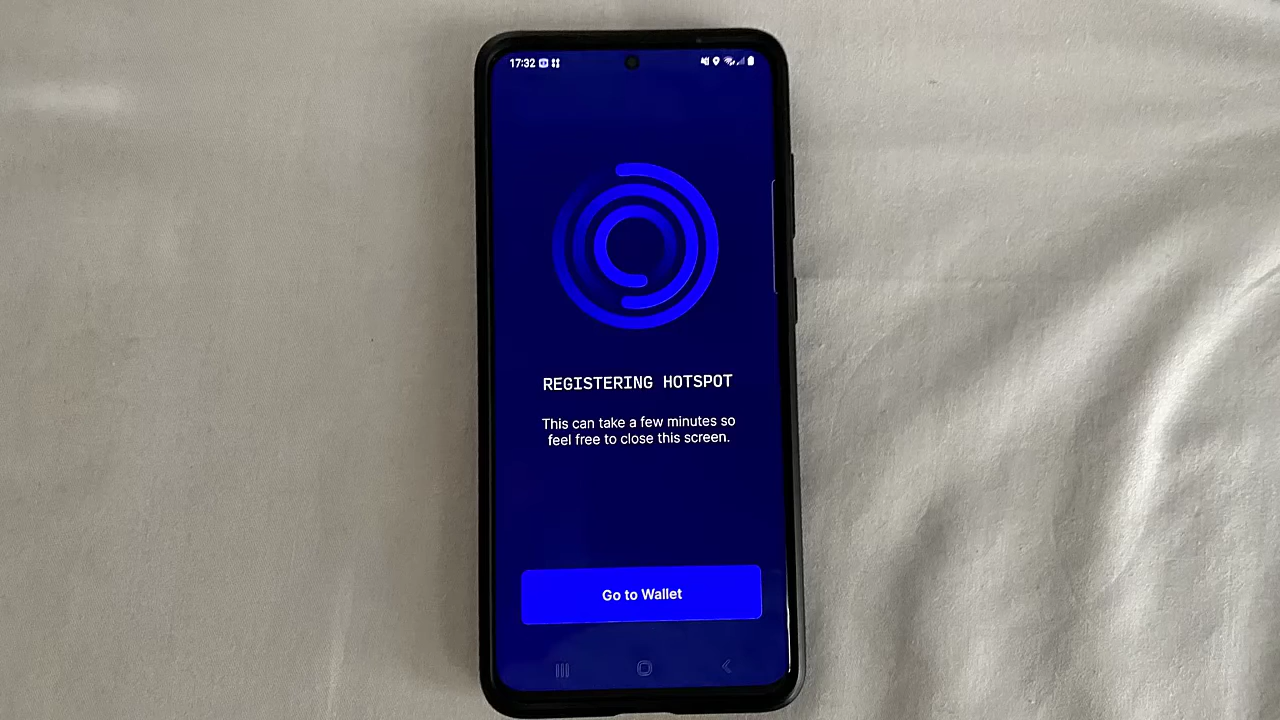 17:32
REGISTERING HOTSPOT
This can take a few minutes so
feel free to close this screen.
Go to Wallet